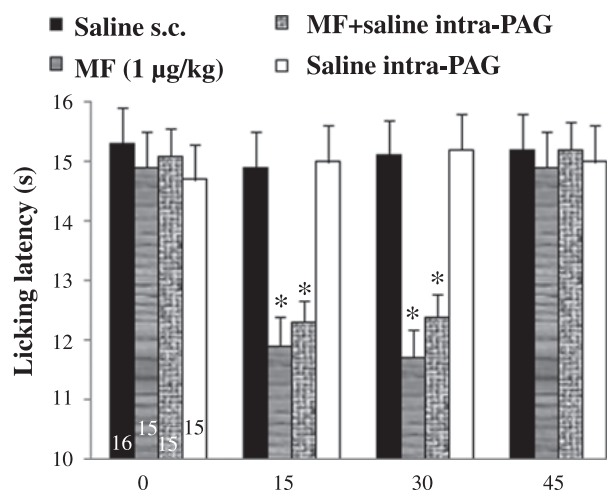 Saline s.c.
MF+saline intra-PAG
MF (1 µg/kg)
Saline intra-PAG
Licking latency (s)
16
15
14
13
12
11
10
* *
* *
16 15 15 15
0 15 30 45